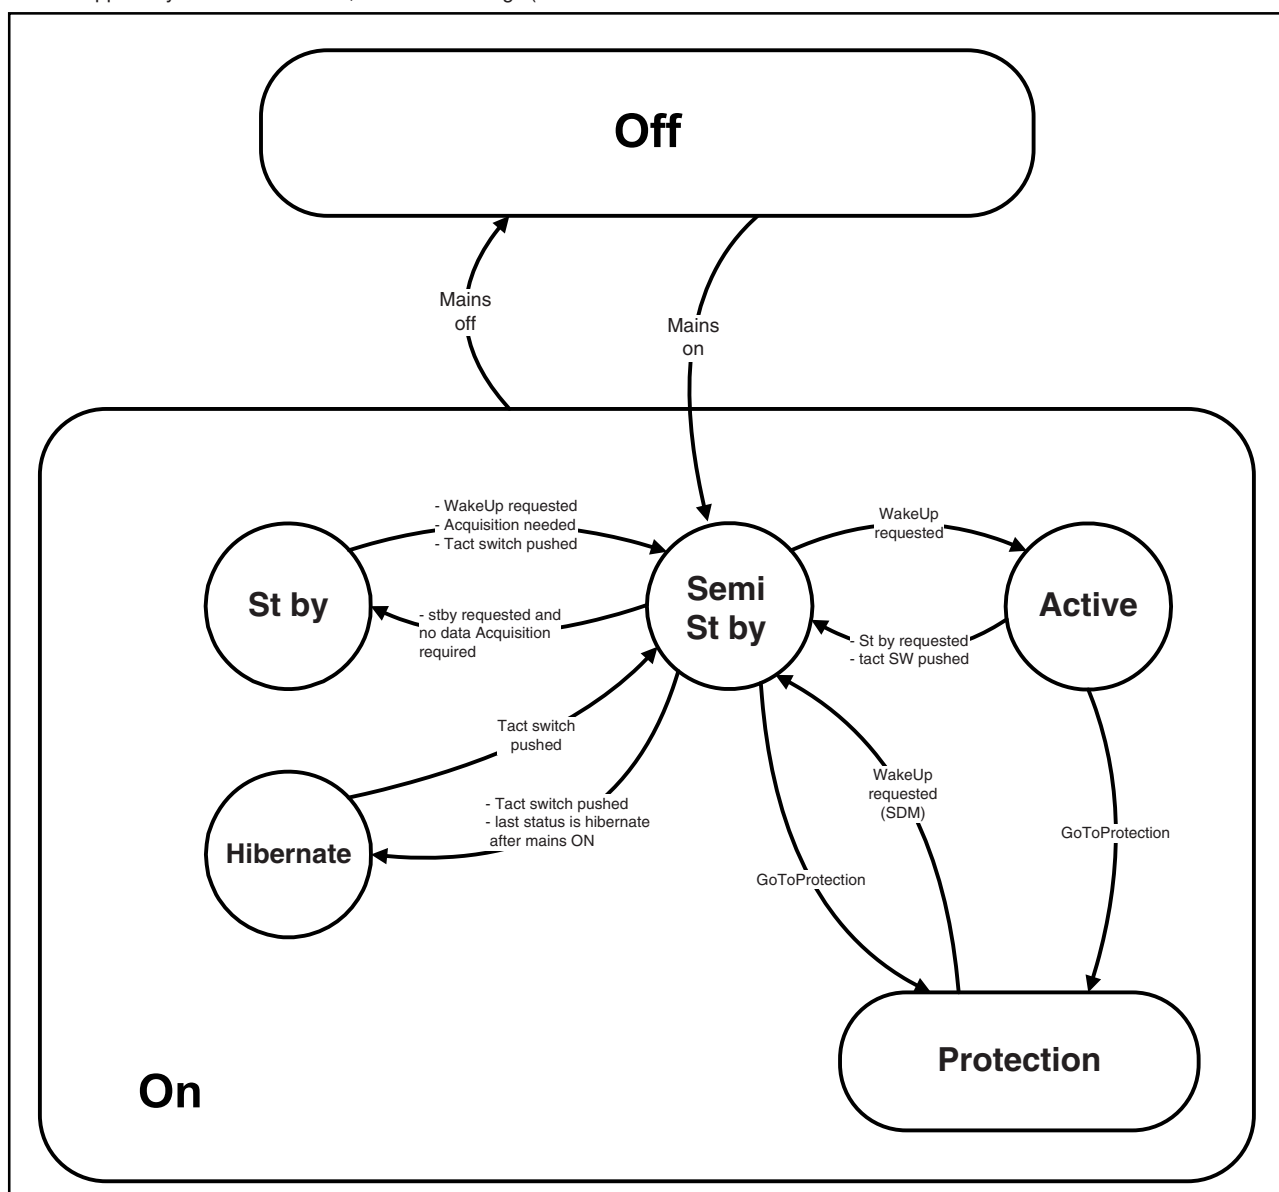 Off
Mains
off
Mains
on
- WakeUp requested
- Acquisition needed
- Tact switch pushed
WakeUp
requested
St by
Semi
St by
Active
- stby requested and
no data Acquisition
required
- St by requested
- tact SW pushed
Tact switch
pushed
WakeUp
requested
(SDM)
- Tact switch pushed
- last status is hibernate
after mains ON
GoToProtection
Hibernate
GoToProtection
Protection
On